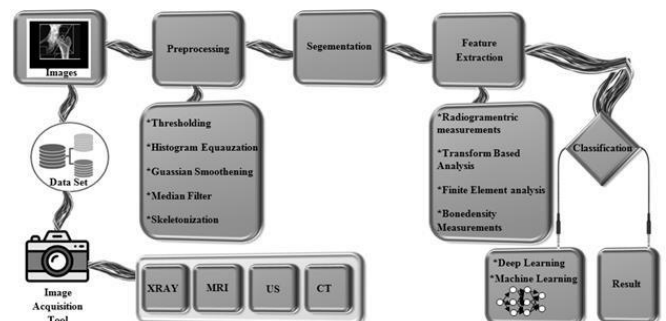 Images
Preprocessing
Segementation
Feature
Extraction
*Thresholding
*Histogram Equauzation
*Guassian Smoothening
*Median Filter
*Skeletonization
*Radiogramentric
measurements
*Transform Based
Analysis
*Finite Element analysis
*Bonedensity
Measurements
Classification
Data Set
Image
Acquisition
Tool
XRAY
MRI
US
CT
*Deep Learning
*Machine Learning
Result